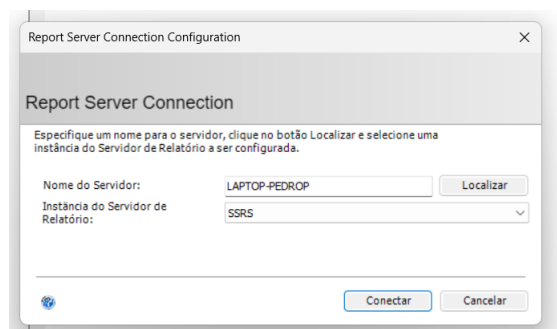 Report Server Connection Configuration
Report Server Connection
Especifique um nome para o servidor, clique no botão Localizar e selecione uma
instância do Servidor de Relatório a ser configurada.
Nome do Servidor: LAPTOP-PEDROP Localizar
Instância do Servidor de
Relatório: SSRS
Conectar Cancelar